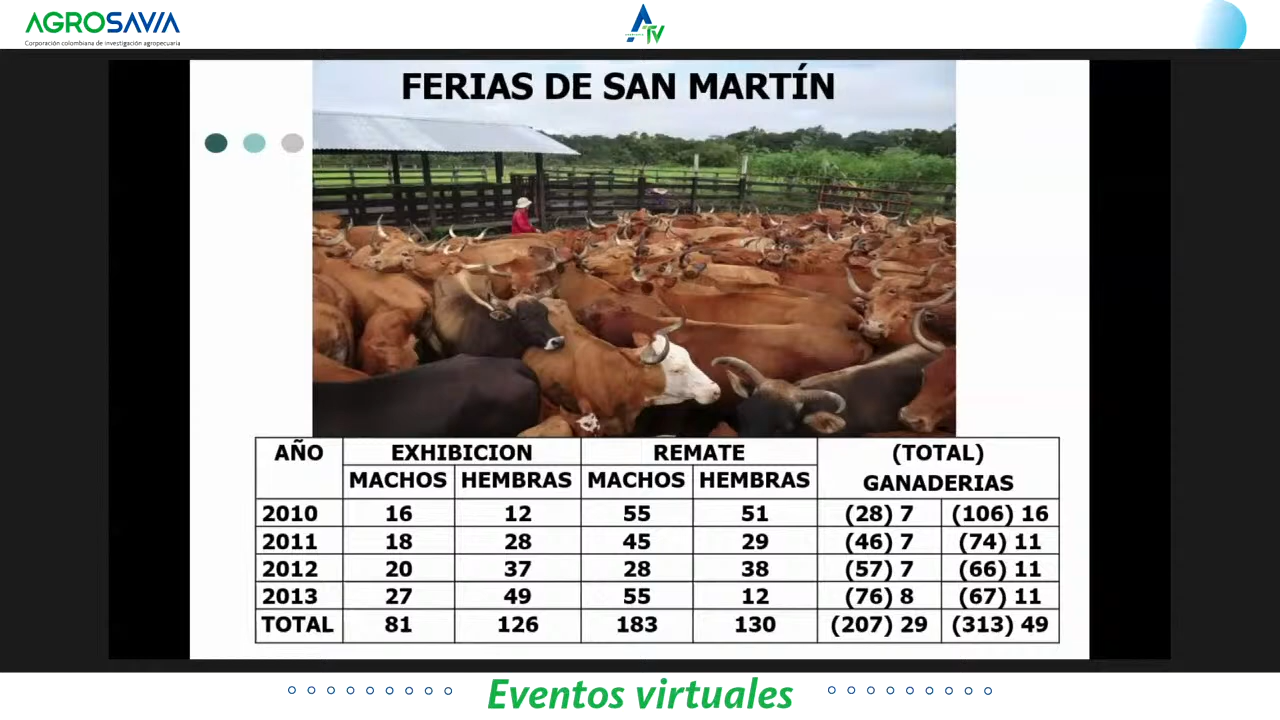 AGROSAVIA
Corporación colombiana de investigación agropecuaria
ATV
FERIAS DE SAN MARTÍN
AÑO EXHIBICION REMATE (TOTAL) GANADERIAS
MACHOS HEMBRAS MACHOS HEMBRAS
2010 16 12 55 51 (28) 7 (106) 16
2011 18 28 45 29 (46) 7 (74) 11
2012 20 37 28 38 (57) 7 (66) 11
2013 27 49 55 12 (76) 8 (67) 11
TOTAL 81 126 183 130 (207) 29 (313) 49
Eventos virtuales